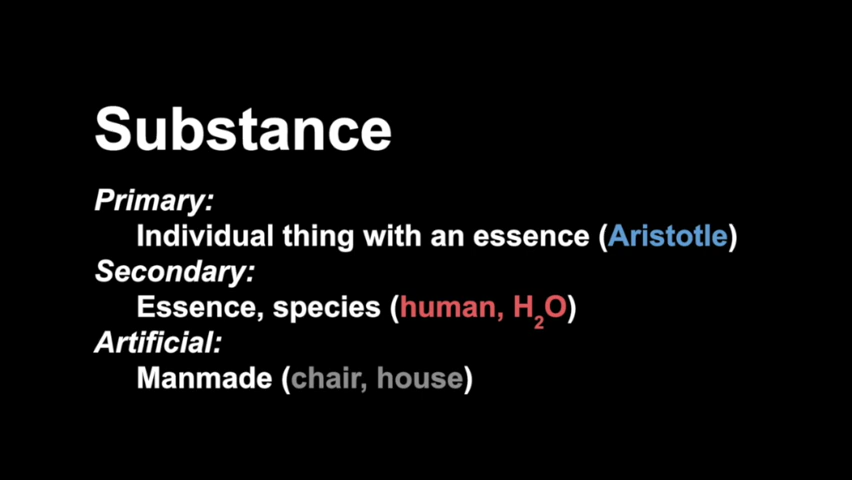 Substance
Primary:
Individual thing with an essence (Aristotle)
Secondary:
Essence, species (human, H₂O)
Artificial:
Manmade (chair, house)